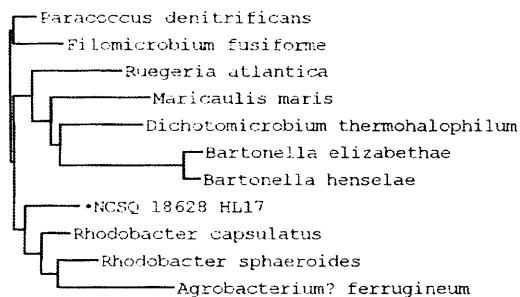 Paracoccus denitrificans
Filomicrobium fusiforme
Ruegeria atlantica
Maricaulis maris
Dichotomicrobium thermohalophilum
Bartonella elizabethae
Bartonella henselae
•NCSQ 18628 HL17
Rhodobacter capsulatus
Rhodobacter sphaeroides
Agrobacterium? ferrugineum